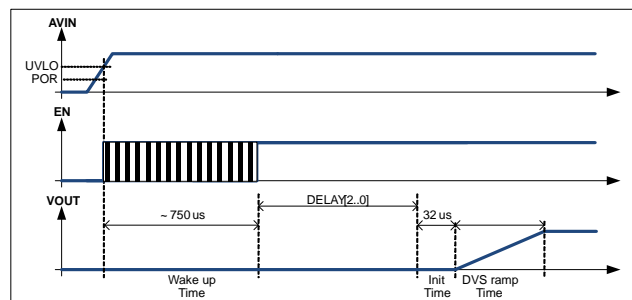 AVIN
UVLO
POR
EN
VOUT
~ 750 us
DELAY[2..0]
32 us
Wake up
Time
Init
Time
DVS ramp
Time